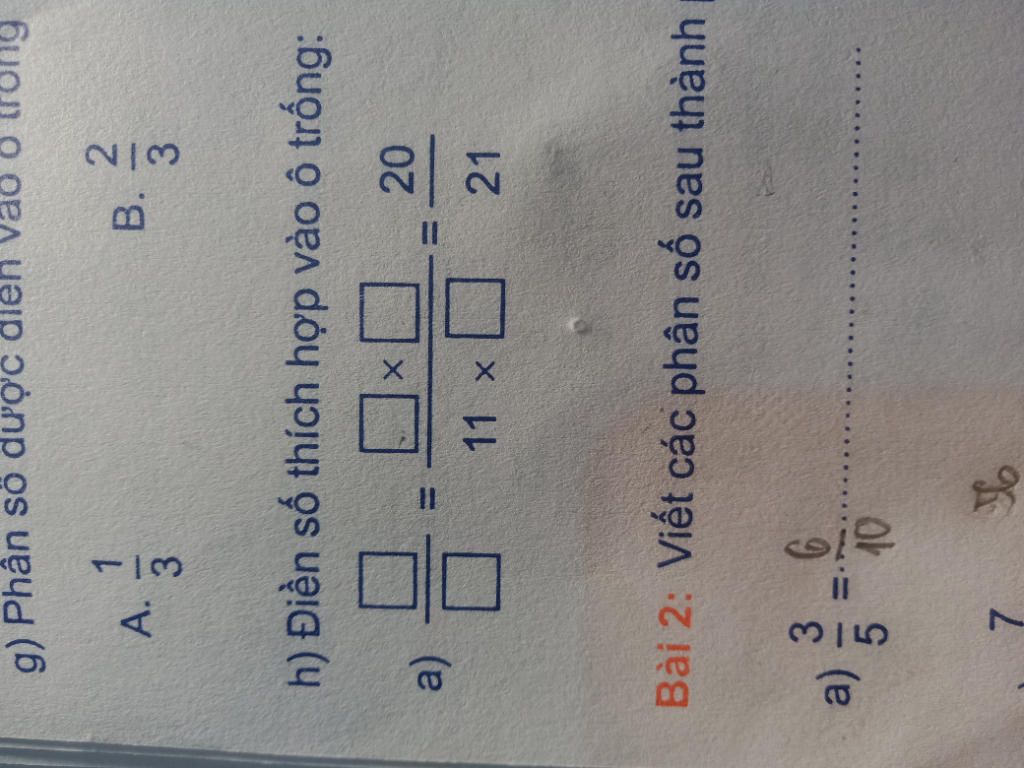 g) Phân số được điền vào ô trống
A. 1/3 B. 2/3
h) Điền số thích hợp vào ô trống:
a) □/□ = □ × □/11 × □ = 20/21
Bài 2: Viết các phân số sau thành
a) 3/5 = 6/10
7